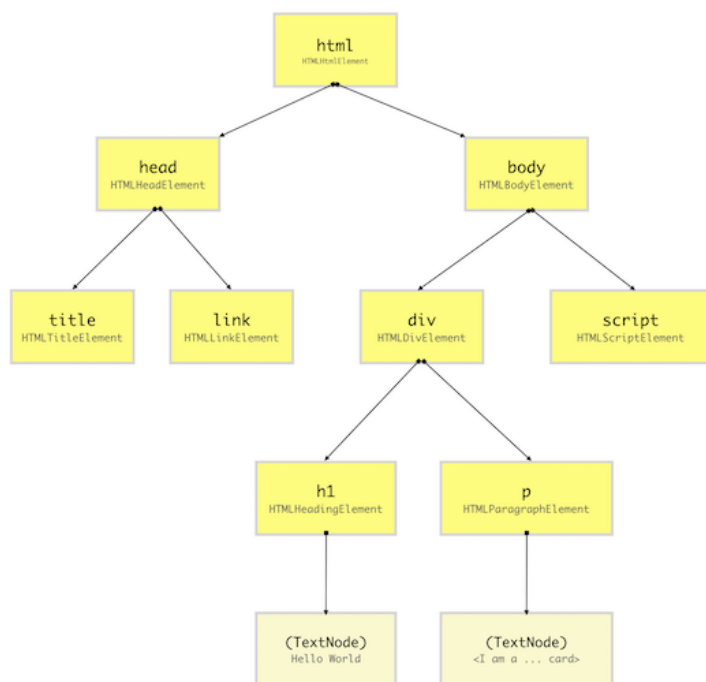 html
HTMLHtmlElement
head
HTMLHeadElement
body
HTMLBodyElement
title
HTMLTitleElement
link
HTMLLinkElement
div
HTMLDivElement
script
HTMLScriptElement
h1
HTMLHeadingElement
p
HTMLParagraphElement
(TextNode)
Hello World
(TextNode)
<I am a ... card>